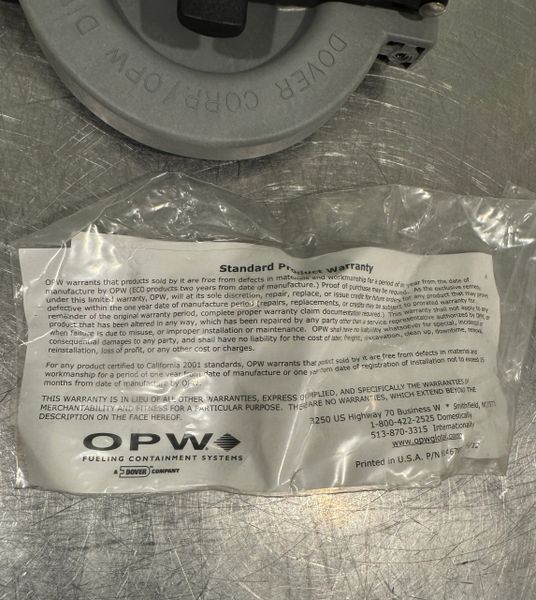 DOVER CORP. / OPW DI
Standard Product Warranty
OPW warrants that products sold by it are free from defects in materials and workmanship for a period of one year from the date of
manufacture by OPW (ECO products two years from date of manufacture.) Proof of purchase may be required. As the exclusive remedy
under this limited warranty, OPW, will at its sole discretion, repair, replace, or issue credit for future orders for any product that may prove
defective within the one year date of manufacture period (repairs, replacements, or credits may be subject to prorated warranty for
remainder of the original warranty period, complete proper warranty claim documentation required.) This warranty shall not apply to any
product that has been altered in any way, which has been repaired by any party other than a service representative authorized by OPW, or
when failure is due to misuse, or improper installation or maintenance. OPW shall have no liability whatsoever for special, incidental or
consequential damages to any party, and shall have no liability for the cost of labor, freight, excavation, clean up, downtime, removal,
reinstallation, loss of profit, or any other cost or charges.
For any product certified to California 2001 standards, OPW warrants that product sold by it are free from defects in materials and
workmanship for a period of one year from date of manufacture or one year from date of registration of installation not to exceed 15
months from date of manufacture by OPW.
THIS WARRANTY IS IN LIEU OF ALL OTHER WARRANTIES, EXPRESS OR IMPLIED, AND SPECIFICALLY THE WARRANTIES OF
MERCHANTABILITY AND FITNESS FOR A PARTICULAR PURPOSE. THERE ARE NO WARRANTIES, WHICH EXTEND BEYOND THE
DESCRIPTION ON THE FACE HEREOF.
OPW
FUELING CONTAINMENT SYSTEMS
A DOVER COMPANY
3250 US Highway 70 Business W • Smithfield, NC
1-800-422-2525 Domestically
513-870-3315 Internationally
www.opwglobal.com
Printed in U.S.A. P/N